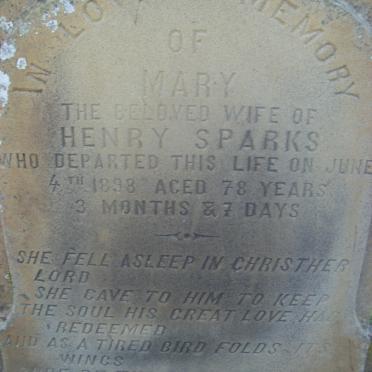 IN LOVING MEMORY
OF
MARY
THE BELOVED WIFE OF
HENRY SPARKS
WHO DEPARTED THIS LIFE ON JUNE
4TH 1898 AGED 78 YEARS
3 MONTHS & 7 DAYS
SHE FELL ASLEEP IN CHRIST HER
LORD
SHE GAVE TO HIM TO KEEP
THE SOUL HIS GREAT LOVE HAD
REDEEMED
AND AS A TIRED BIRD FOLDS ITS
WINGS